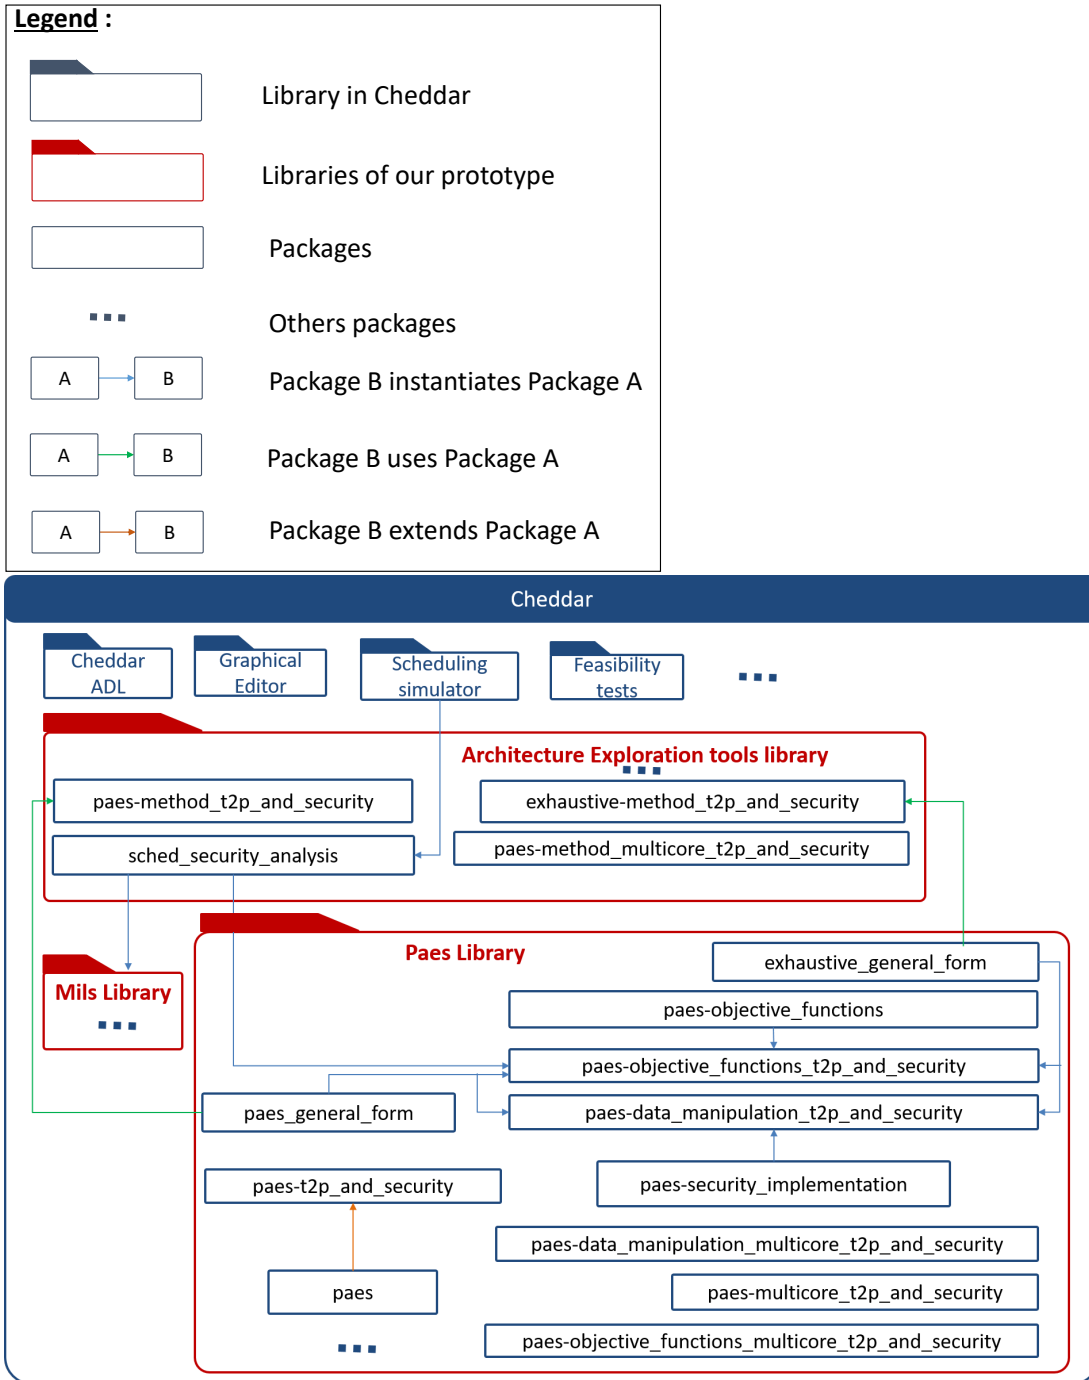 Legend :
Library in Cheddar
Libraries of our prototype
Packages
Others packages
A
B
Package B instantiates Package A
A
B
Package B uses Package A
A
B
Package B extends Package A
Cheddar
Cheddar
ADL
Graphical
Editor
Scheduling
simulator
Feasibility
tests
Architecture Exploration tools library
paes-method_t2p_and_security
exhaustive-method_t2p_and_security
sched_security_analysis
paes-method_multicore_t2p_and_security
Mils Library
Paes Library
exhaustive_general_form
paes-objective_functions
paes-objective_functions_t2p_and_security
paes_general_form
paes-data_manipulation_t2p_and_security
paes-t2p_and_security
paes-security_implementation
paes-data_manipulation_multicore_t2p_and_security
paes
paes-multicore_t2p_and_security
paes-objective_functions_multicore_t2p_and_security